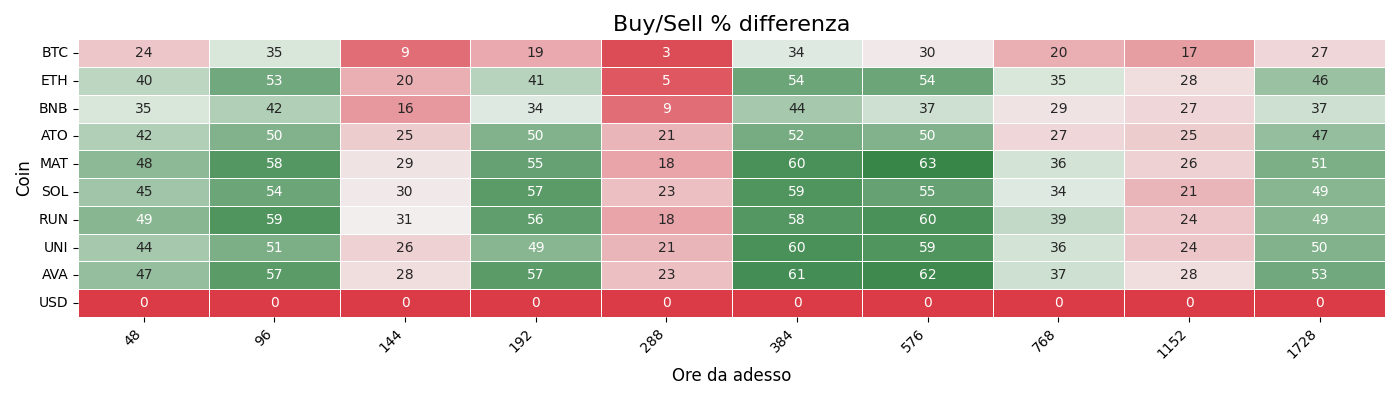 Buy/Sell % differenza
Coin
BTC 24 35 9 19 3 34 30 20 17 27
ETH 40 53 20 41 5 54 54 35 28 46
BNB 35 42 16 34 9 44 37 29 27 37
ATO 42 50 25 50 21 52 50 27 25 47
MAT 48 58 29 55 18 60 63 36 26 51
SOL 45 54 30 57 23 59 55 34 21 49
RUN 49 59 31 56 18 58 60 39 24 49
UNI 44 51 26 49 21 60 59 36 24 50
AVA 47 57 28 57 23 61 62 37 28 53
USD 0 0 0 0 0 0 0 0 0 0
48 96 144 192 288 384 576 768 1152 1728
Ore da adesso